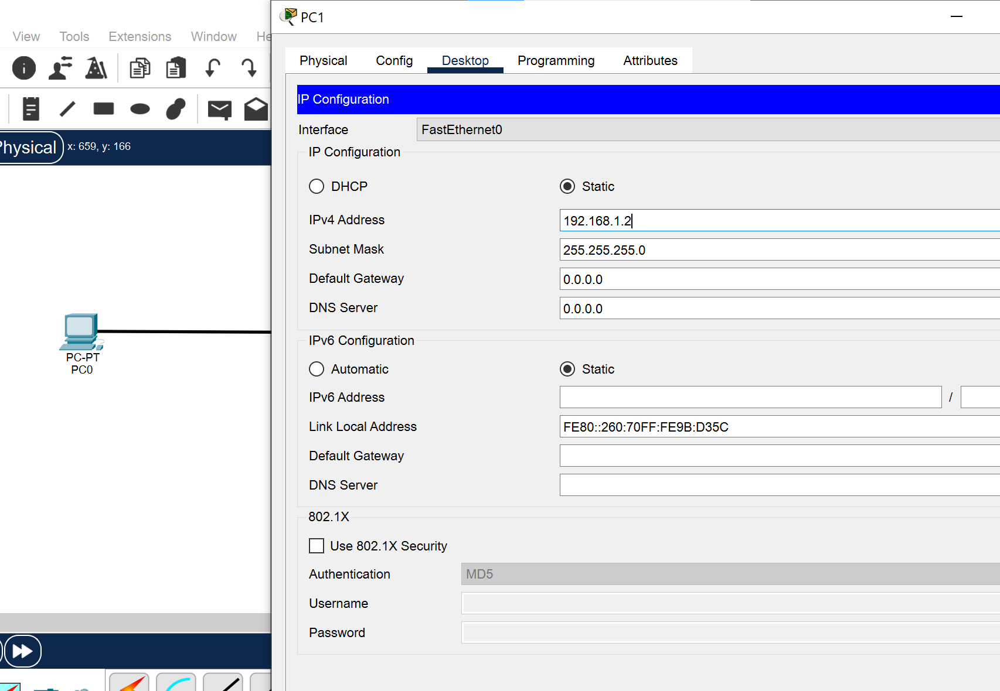 PC1
View Tools Extensions Window He
Physical Config Desktop Programming Attributes
IP Configuration
Interface FastEthernet0
Physical x: 659, y: 166
IP Configuration
DHCP Static
IPv4 Address 192.168.1.2
Subnet Mask 255.255.255.0
Default Gateway 0.0.0.0
DNS Server 0.0.0.0
PC-PT
PC0
IPv6 Configuration
Automatic Static
IPv6 Address /
Link Local Address FE80::260:70FF:FE9B:D35C
Default Gateway
DNS Server
802.1X
Use 802.1X Security
Authentication MD5
Username
Password